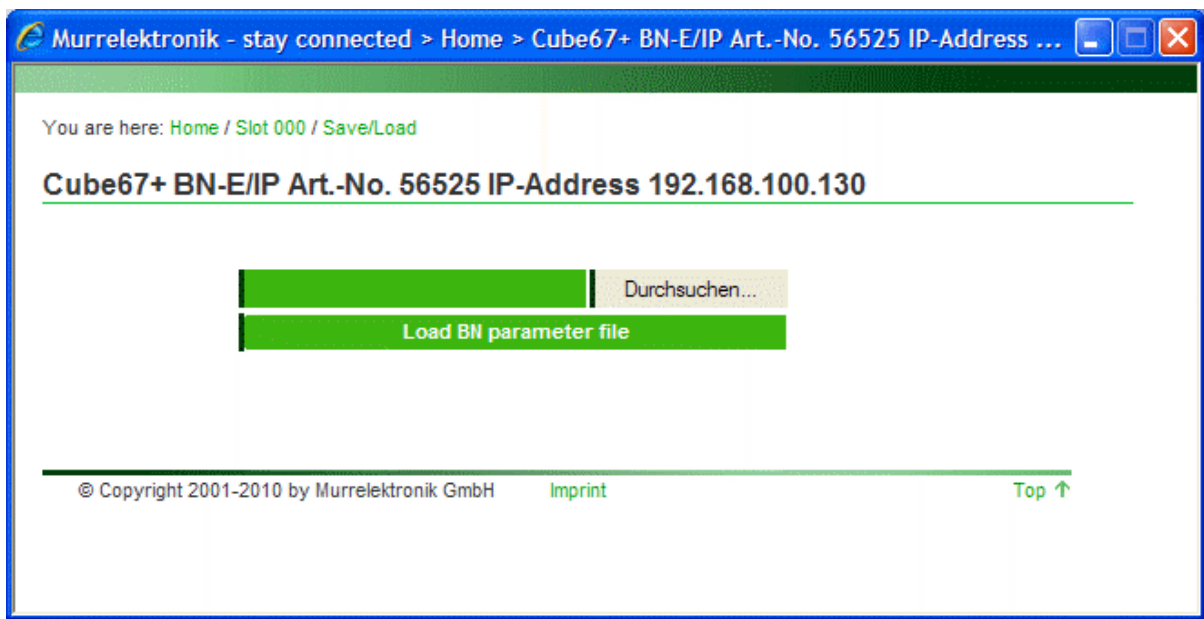 Murrelektronik - stay connected > Home > Cube67+ BN-E/IP Art.-No. 56525 IP-Address ...
You are here: Home / Slot 000 / Save/Load
Cube67+ BN-E/IP Art.-No. 56525 IP-Address 192.168.100.130
Durchsuchen...
Load BN parameter file
© Copyright 2001-2010 by Murrelektronik GmbH Imprint Top ↑